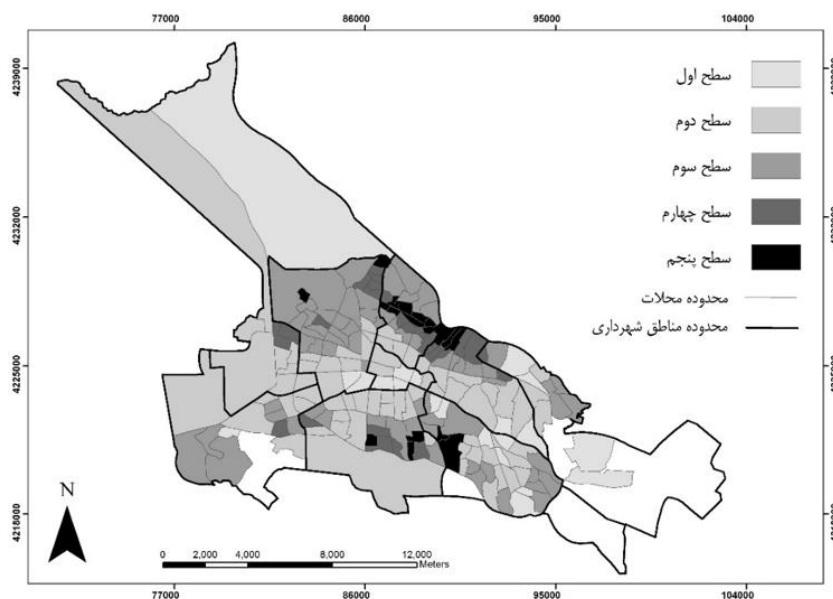 77000 86000 95000 104000
4239000
4232000
4225000
4218000
سطح اول
سطح دوم
سطح سوم
سطح چهارم
سطح پنجم
محدوده محلات
محدوده مناطق شهرداری
N
0 2,000 4,000 8,000 12,000
Meters
77000 86000 95000 104000